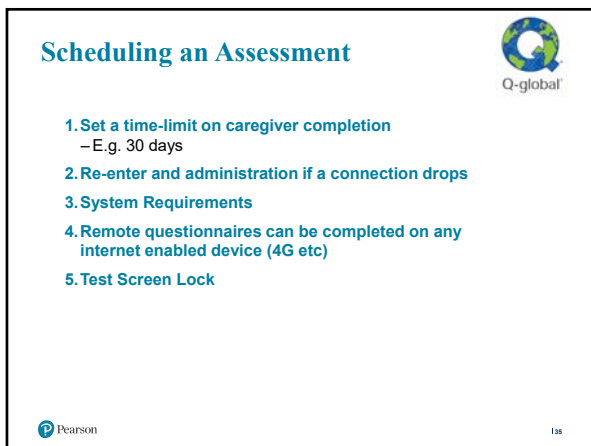 Scheduling an Assessment
Q-global
1. Set a time-limit on caregiver completion
– E.g. 30 days
2. Re-enter and administration if a connection drops
3. System Requirements
4. Remote questionnaires can be completed on any
internet enabled device (4G etc)
5. Test Screen Lock
Pearson
35